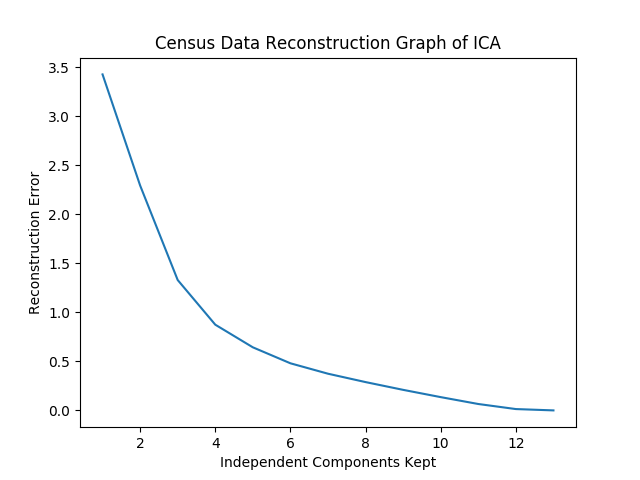 Census Data Reconstruction Graph of ICA
3.5
3.0
2.5
2.0
1.5
1.0
0.5
0.0
Reconstruction Error
2 4 6 8 10 12
Independent Components Kept